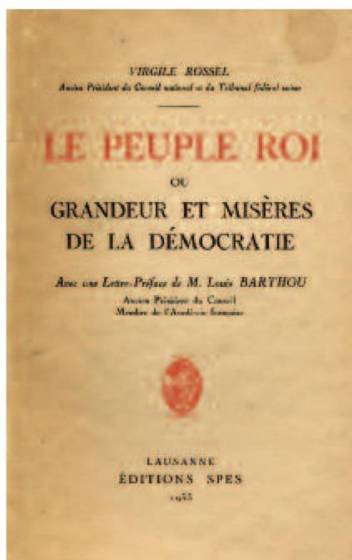 VIRGILE ROSSEL
Ancien Président du Conseil national et du Tribunal fédéral suisse
LE PEUPLE ROI
OU
GRANDEUR ET MISÈRES
DE LA DÉMOCRATIE
Avec une Lettre-Préface de M. Louis BARTHOU
Ancien Président du Conseil
Membre de l'Académie française
LAUSANNE
ÉDITIONS SPES